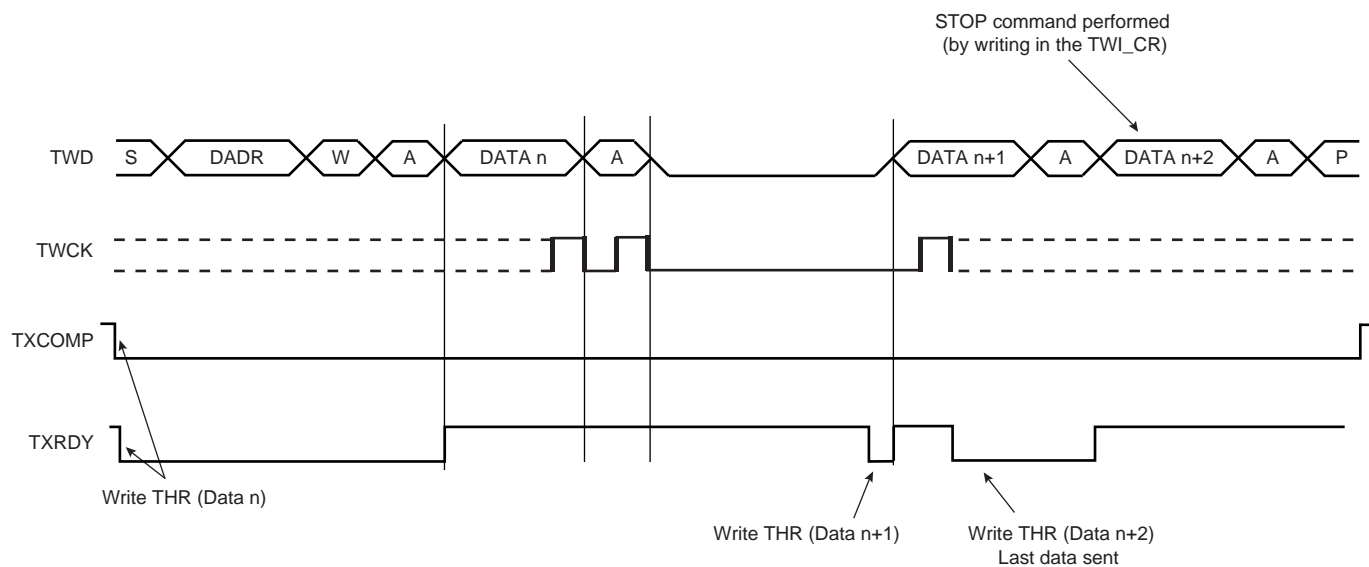 STOP command performed
(by writing in the TWI_CR)
TWD S DADR W A DATA n A DATA n+1 A DATA n+2 A P
TWCK
TXCOMP
TXRDY
Write THR (Data n)
Write THR (Data n+1) Write THR (Data n+2)
Last data sent